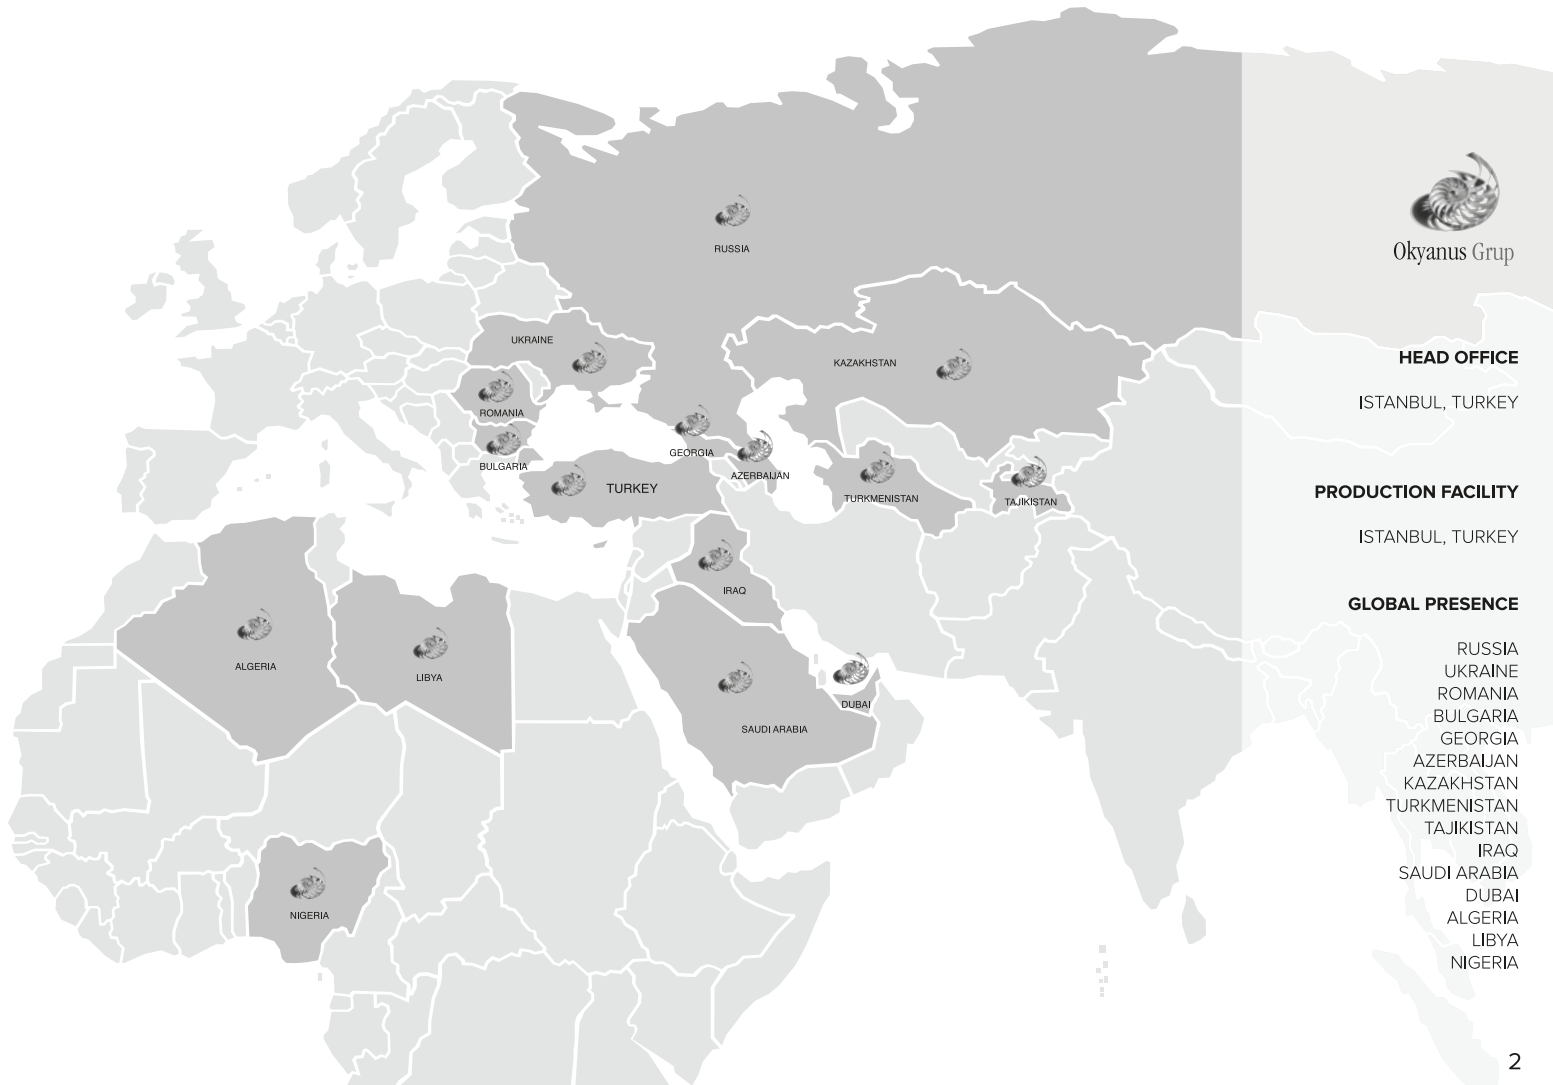 RUSSIA
UKRAINE
KAZAKHSTAN
ROMANIA
BULGARIA
GEORGIA
AZERBAIJAN
TURKEY
TURKMENISTAN
TAJIKISTAN
IRAQ
ALGERIA
LIBYA
DUBAI
SAUDI ARABIA
NIGERIA
Okyanus Grup
HEAD OFFICE
ISTANBUL, TURKEY
PRODUCTION FACILITY
ISTANBUL, TURKEY
GLOBAL PRESENCE
RUSSIA
UKRAINE
ROMANIA
BULGARIA
GEORGIA
AZERBAIJAN
KAZAKHSTAN
TURKMENISTAN
TAJIKISTAN
IRAQ
SAUDI ARABIA
DUBAI
ALGERIA
LIBYA
NIGERIA
2